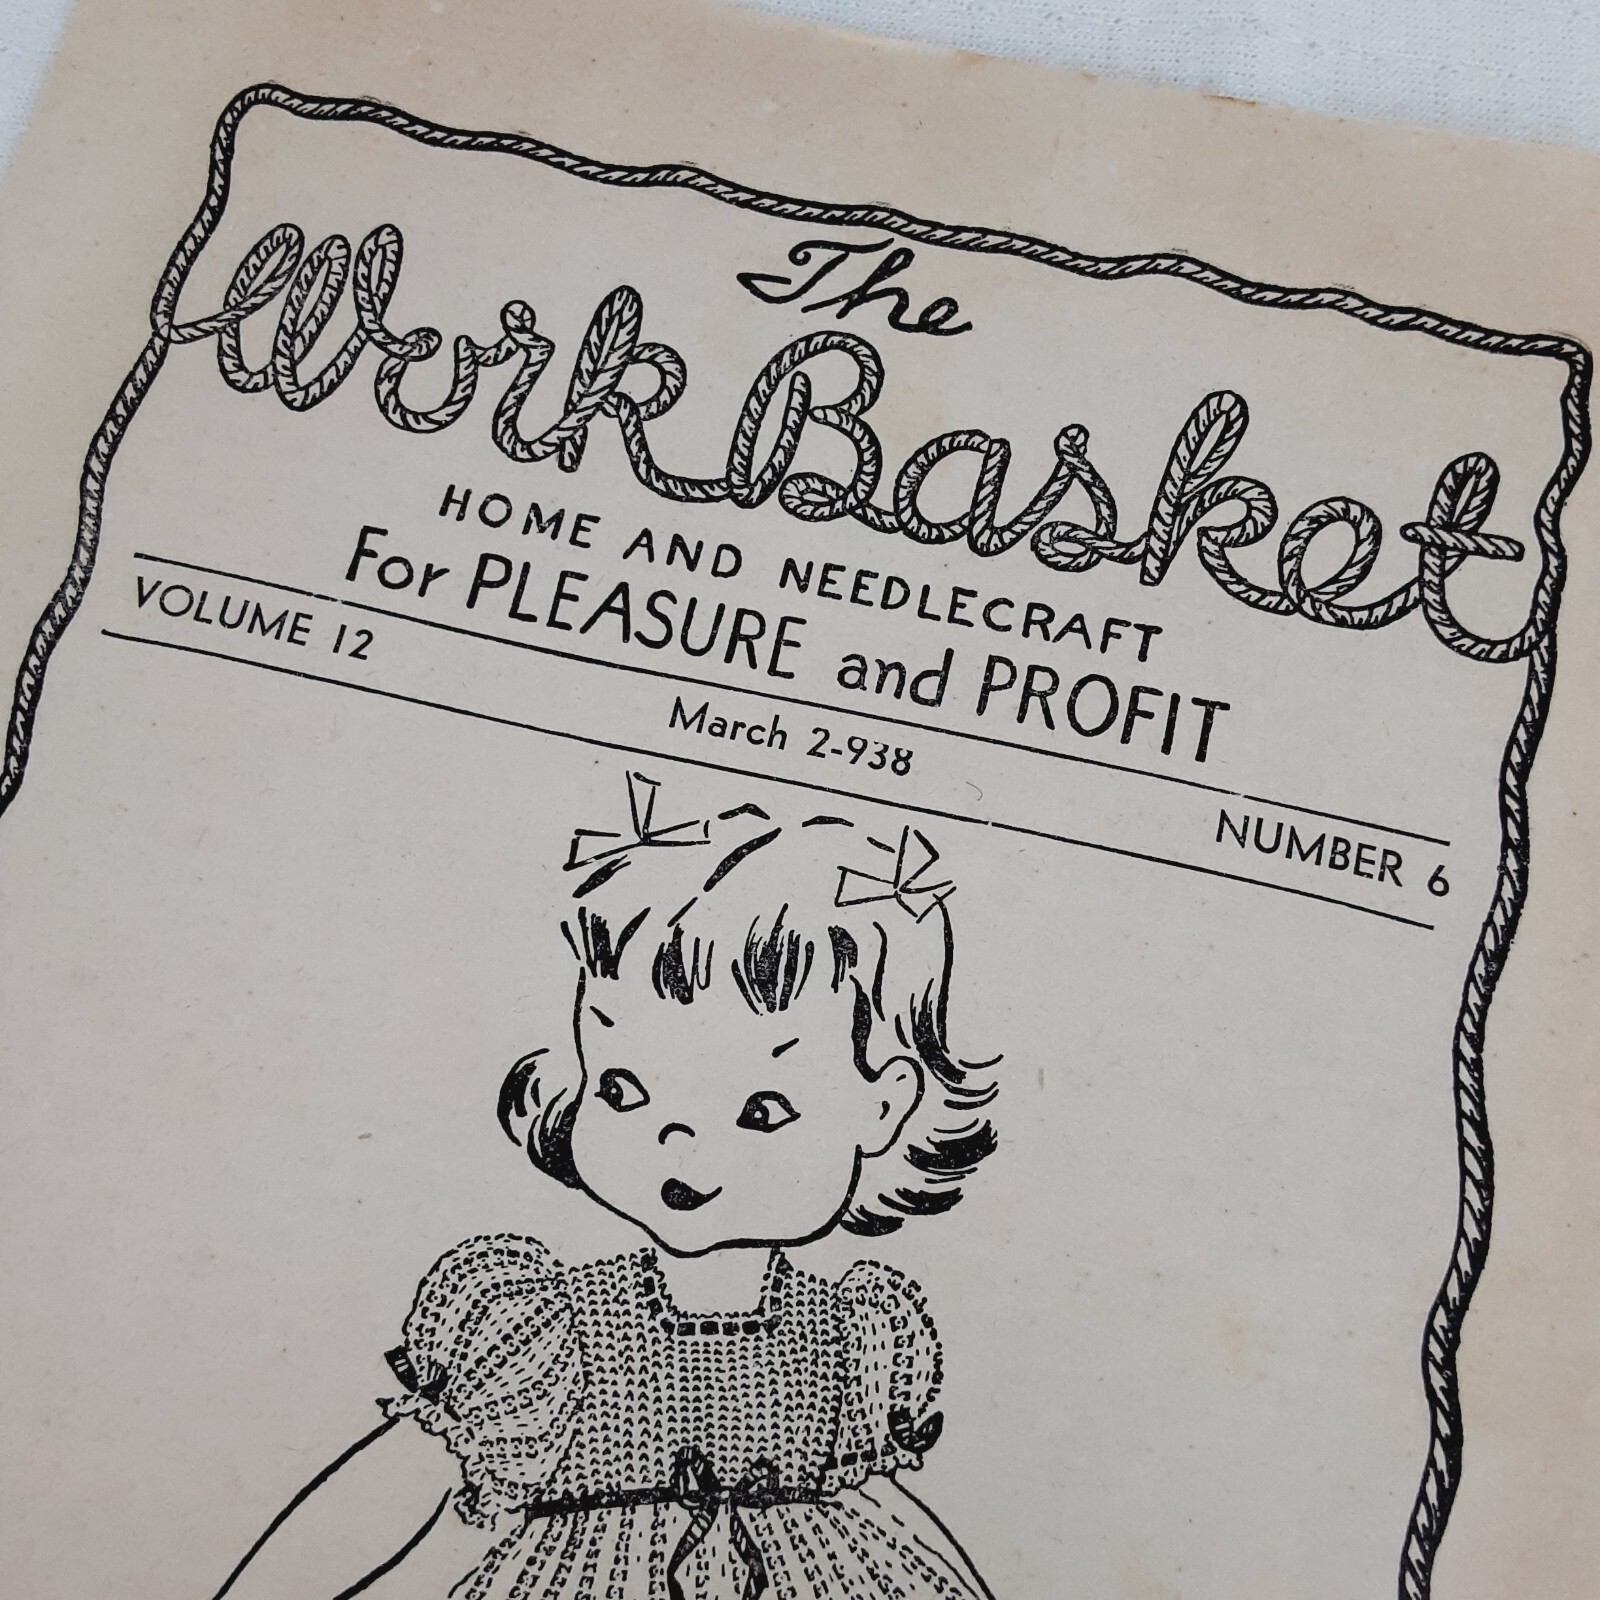 The
WorkBasket
HOME AND NEEDLECRAFT
For PLEASURE and PROFIT
VOLUME 12
March 2-938
NUMBER 6